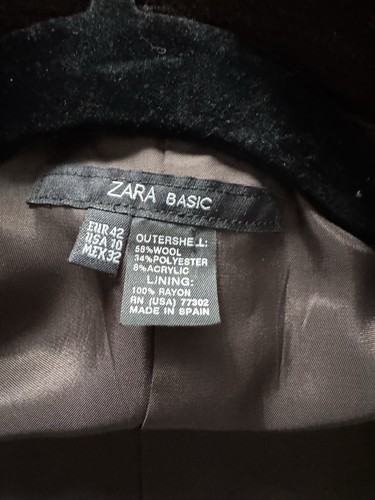 ZARA BASIC
EUR 42
USA 10
MEX 32
OUTERSHELL:
58%WOOL
34%POLYESTER
8%ACRYLIC
LINING:
100% RAYON
RN (USA) 77302
MADE IN SPAIN